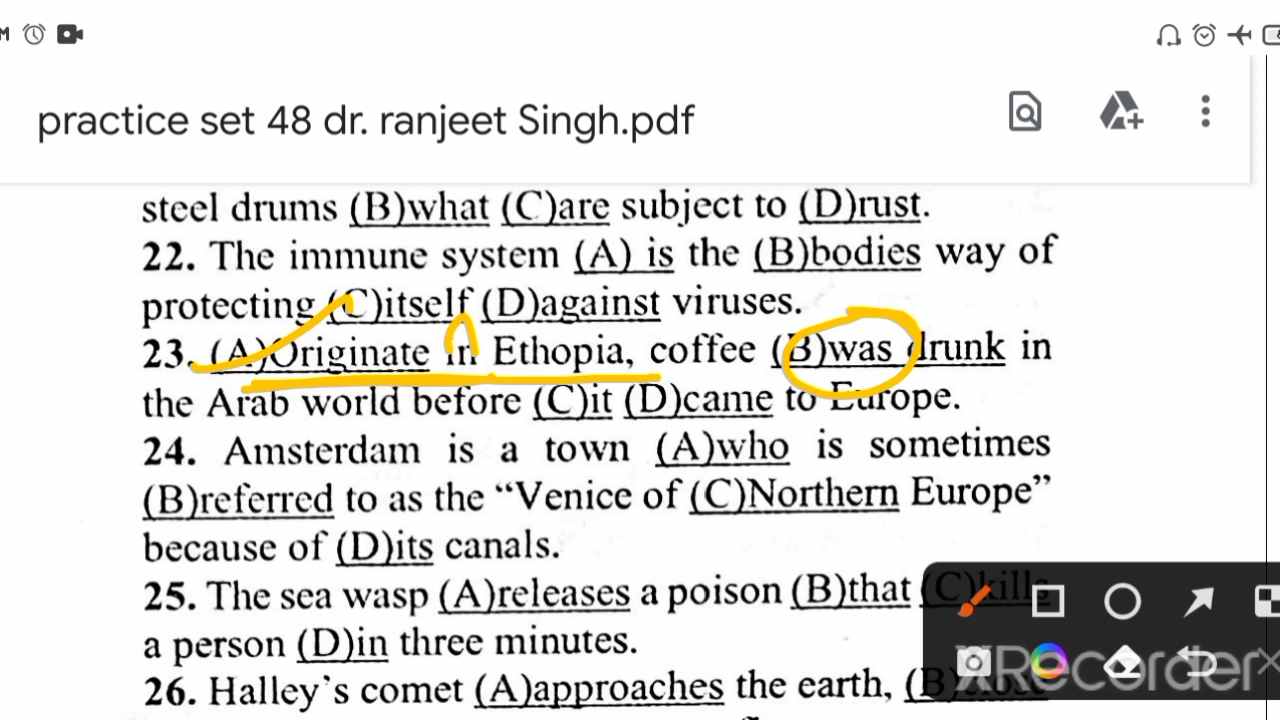 M
practice set 48 dr. ranjeet Singh.pdf
steel drums (B)what (C)are subject to (D)rust.
22. The immune system (A) is the (B)bodies way of
protecting (C)itself (D)against viruses.
23. (A)Originate in Ethopia, coffee (B)was drunk in
the Arab world before (C)it (D)came to Europe.
24. Amsterdam is a town (A)who is sometimes
(B)referred to as the “Venice of (C)Northern Europe”
because of (D)its canals.
25. The sea wasp (A)releases a poison (B)that (C)kills
a person (D)in three minutes.
26. Halley’s comet (A)approaches the earth, (B)close
XRecorder